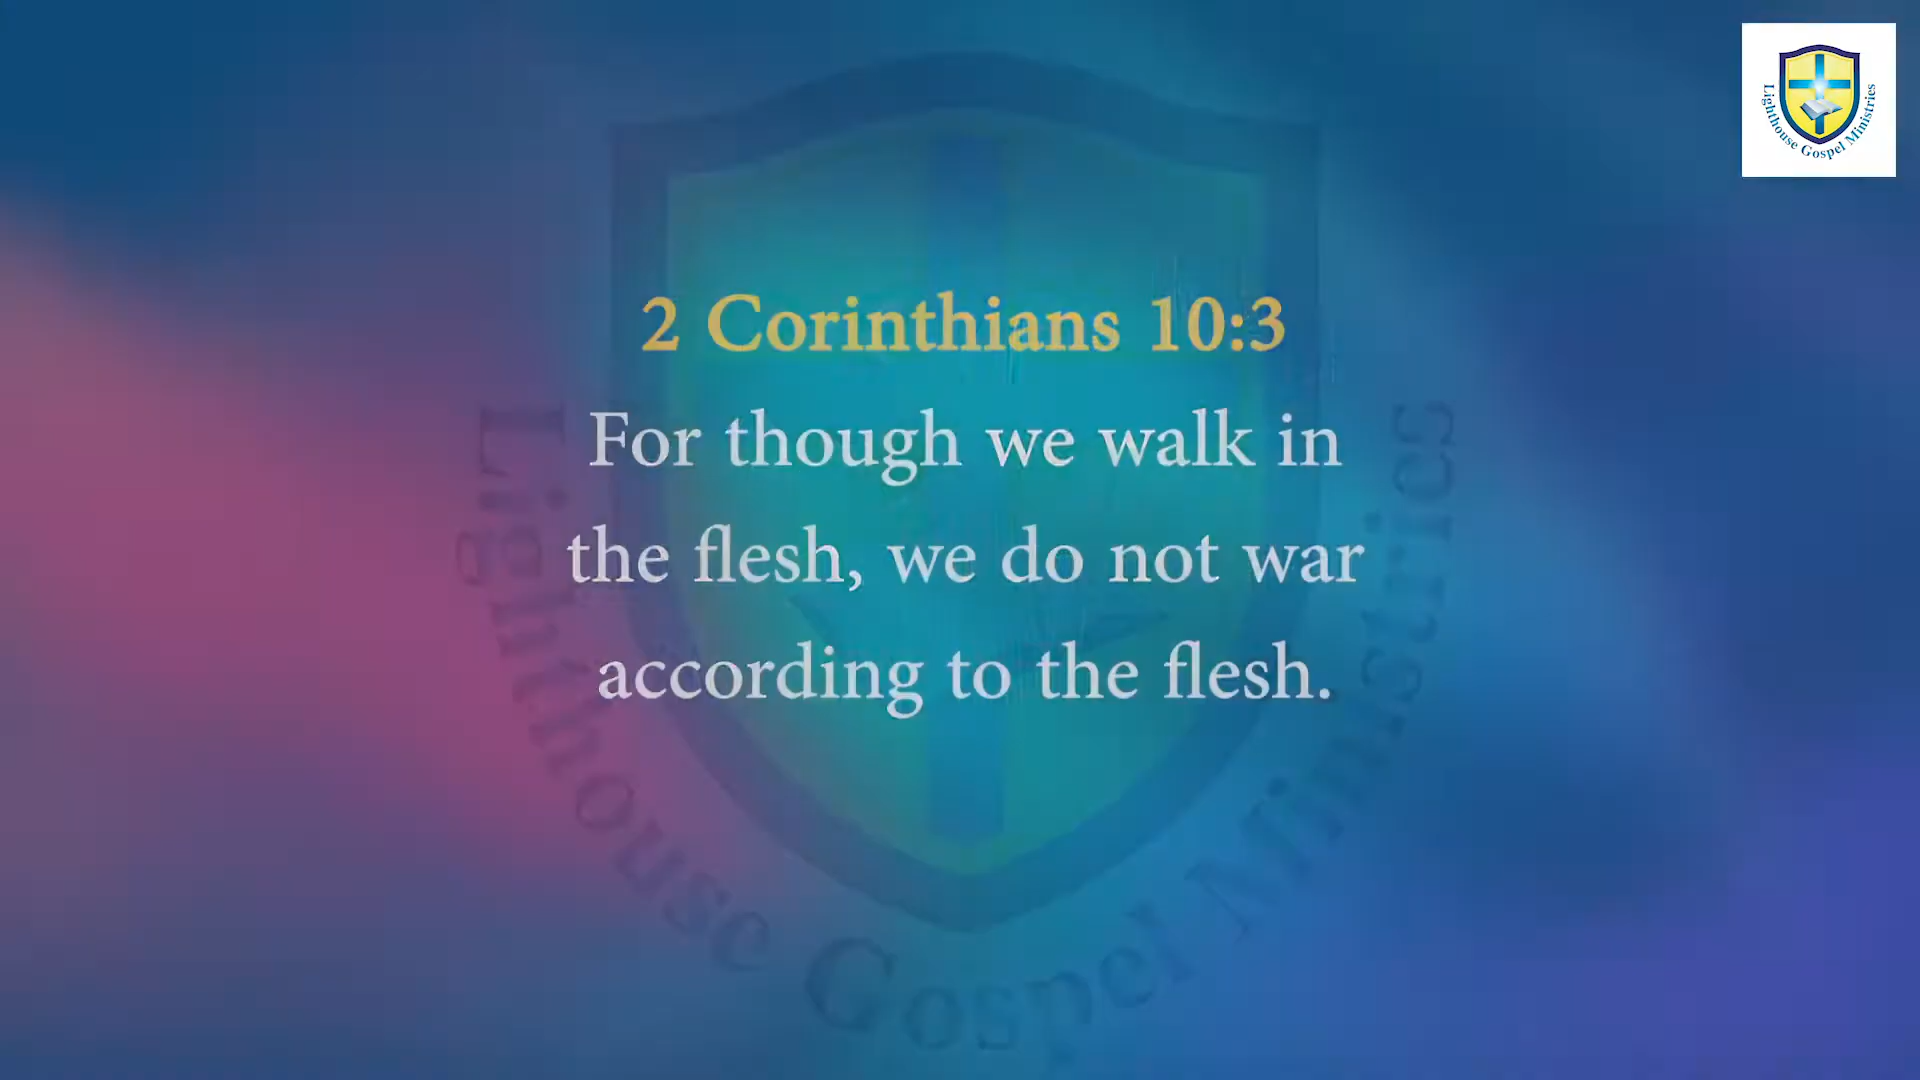 Lighthouse Gospel Ministries
2 Corinthians 10:3
For though we walk in
the flesh, we do not war
according to the flesh.
Lighthouse Gospel Ministries